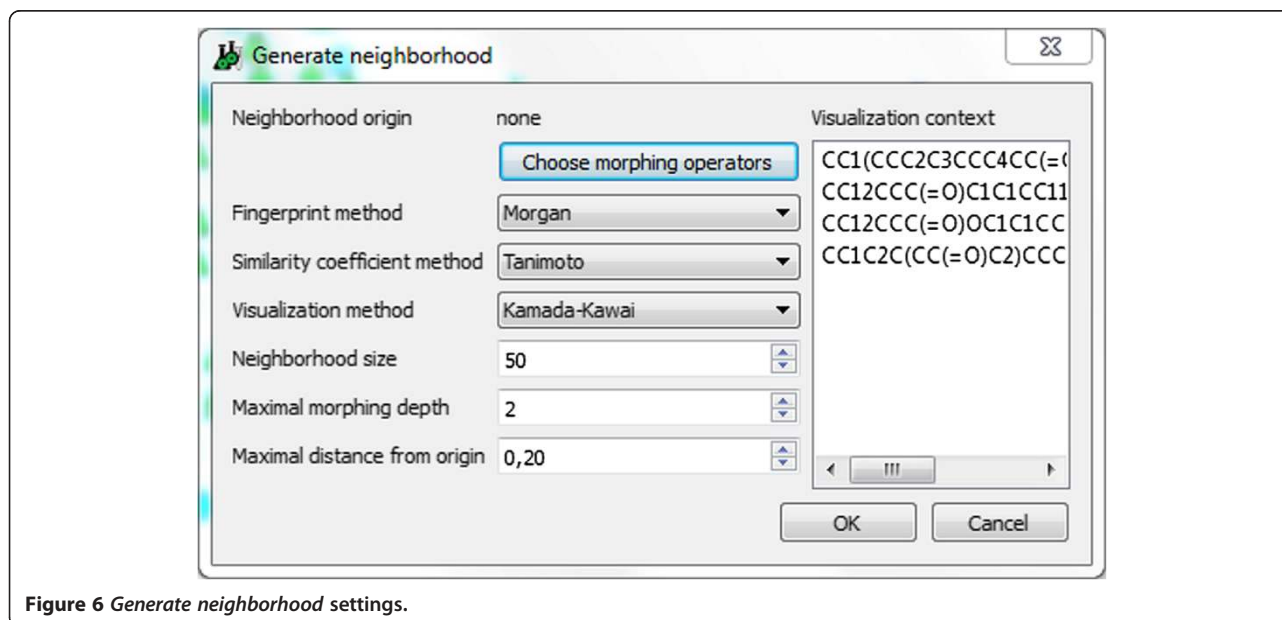 Generate neighborhood
Neighborhood origin none Visualization context
Choose morphing operators
CC1(CCC2C3CCC4CC(=
CC12CCC(=O)C1C1CC11
Fingerprint method Morgan
CC12CCC(=O)OC1C1CC
Similarity coefficient method Tanimoto
CC1C2C(CC(=O)C2)CCC
Visualization method Kamada-Kawai
Neighborhood size 50
Maximal morphing depth 2
Maximal distance from origin 0,20
OK Cancel
Figure 6 Generate neighborhood settings.